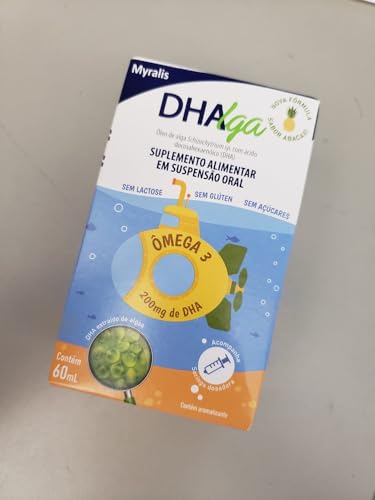 Myralis
DHAlga
NOVA FÓRMULA
SABOR ABACAXI
Óleo de alga Schizochytrium sp. com ácido
docosahexaenóico (DHA)
SUPLEMENTO ALIMENTAR
EM SUSPENSÃO ORAL
SEM LACTOSE
SEM GLÚTEN
SEM AÇÚCARES
ÔMEGA 3
200mg de DHA
DHA extraído de algas
Contém
60mL
Acompanha
Seringa dosadora
Contém aromatizante